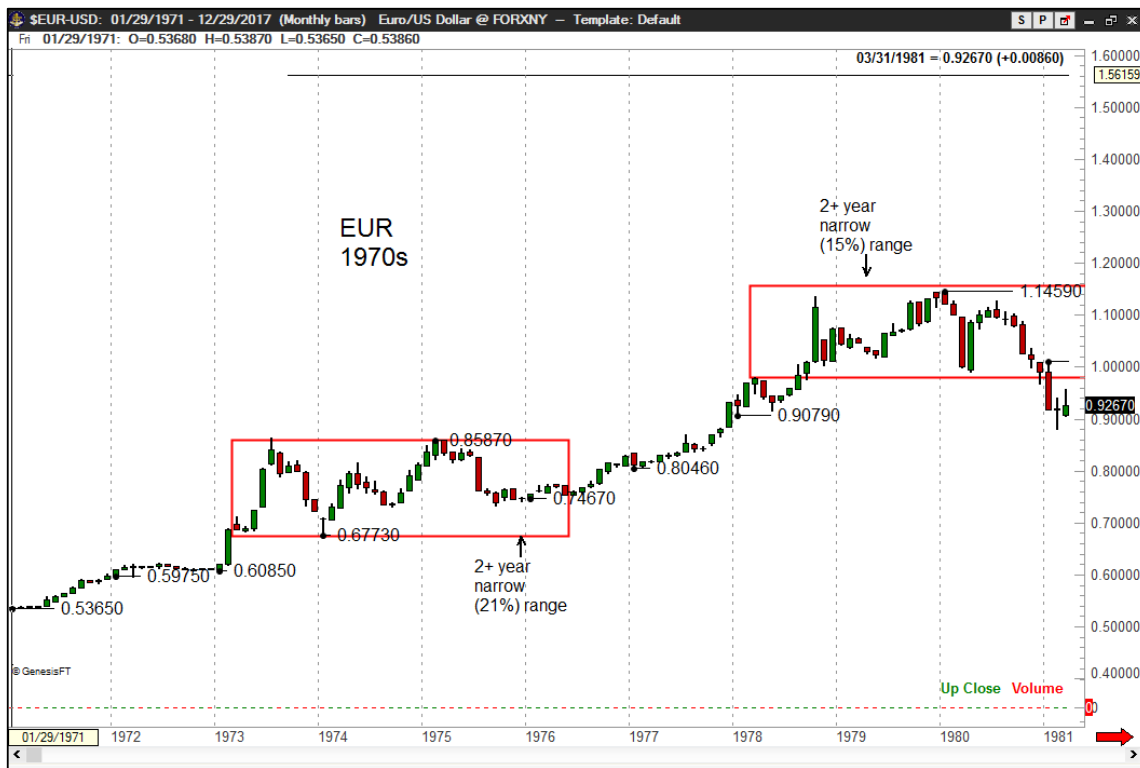 $EUR-USD: 01/29/1971 - 12/29/2017 (Monthly bars) Euro/US Dollar @ FORXNY — Template: Default
S P
Fri 01/29/1971: O=0.53680 H=0.53870 L=0.53650 C=0.53860
03/31/1981 = 0.92670 (+0.00860)
1.60000
1.56159
1.50000
1.40000
1.30000
1.20000
1.10000
1.00000
0.92670
0.90000
0.80000
0.70000
0.60000
0.50000
0.40000
EUR
1970s
2+ year
narrow
(15%) range
1.14590
0.90790
0.85870
0.80460
0.74670
0.67730
0.60850
0.59750
0.53650
2+ year
narrow
(21%) range
© GenesisFT
Up Close Volume
0
01/29/1971 1972 1973 1974 1975 1976 1977 1978 1979 1980 1981